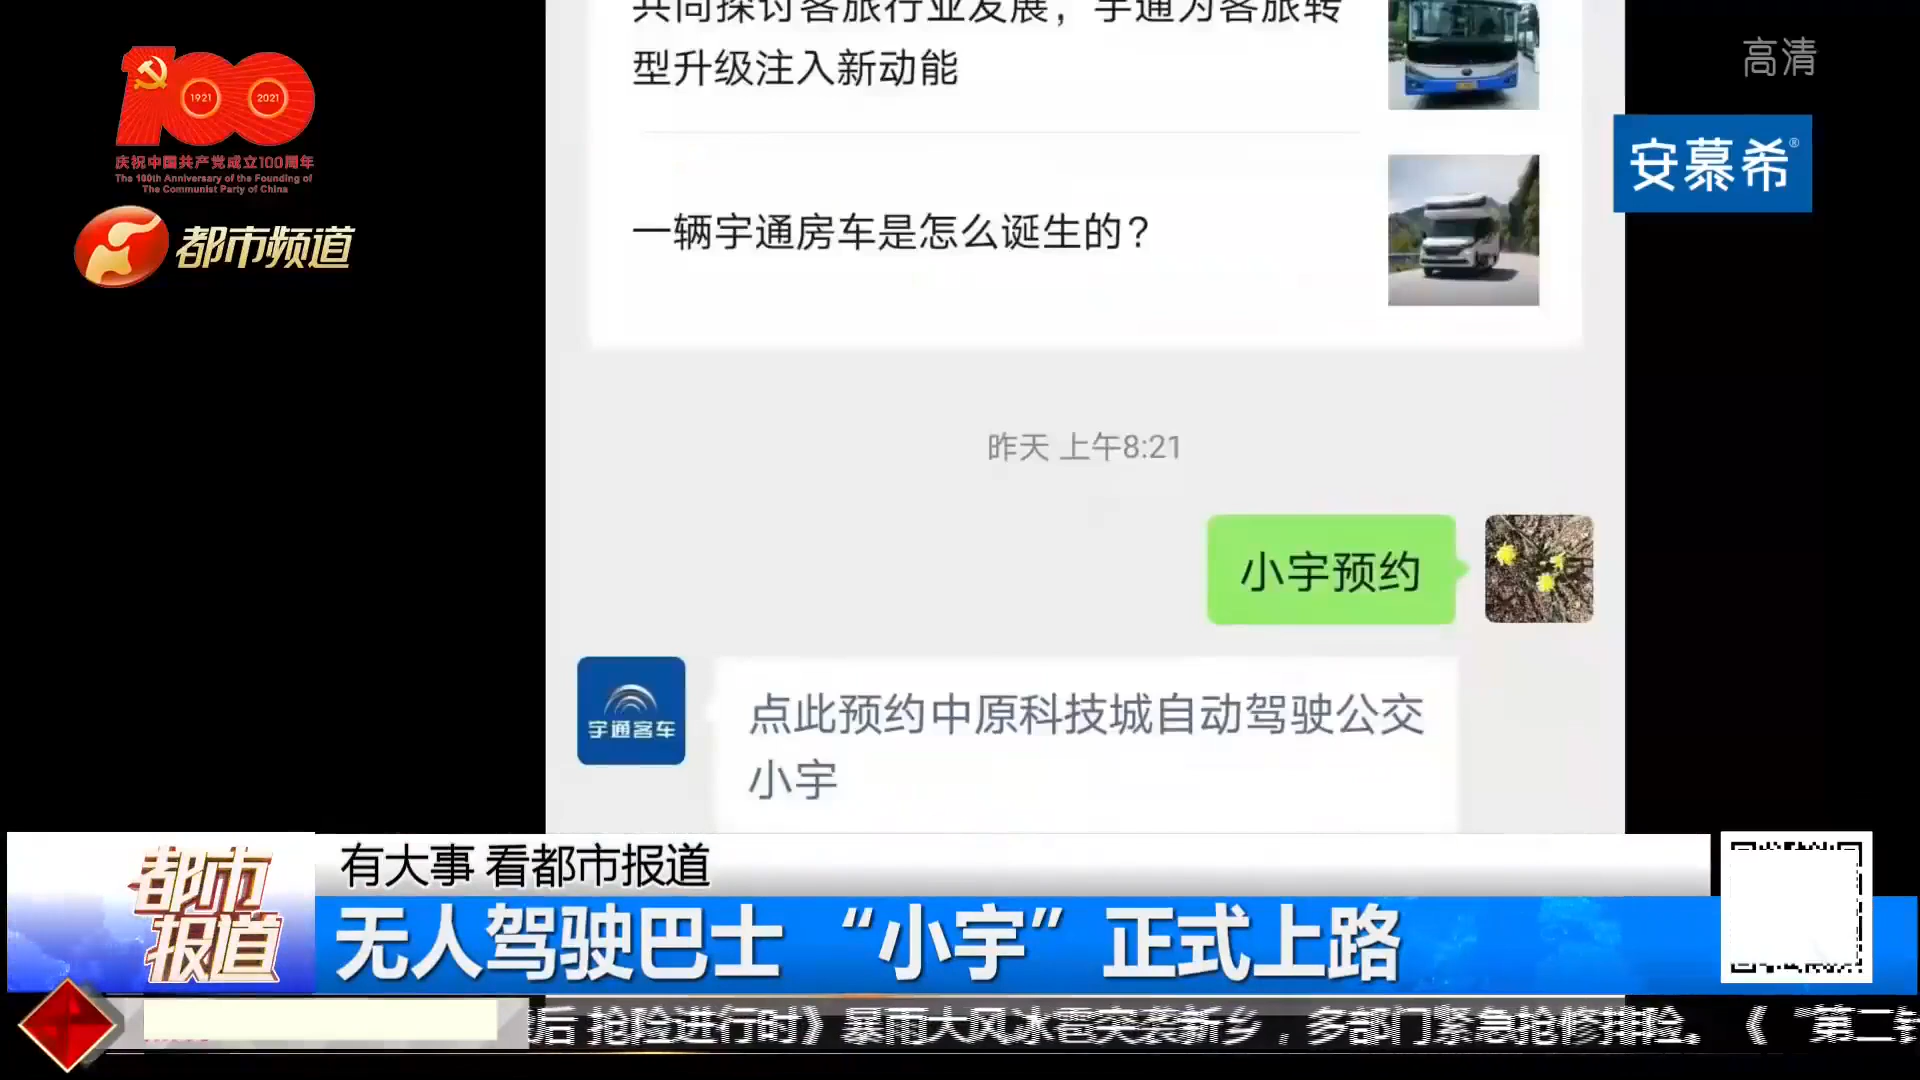 共同探讨客旅行业发展，宇通为客旅转
型升级注入新动能
高清
1921
2021
庆祝中国共产党成立100周年
The 100th Anniversary of the Founding of
The Communist Party of China
安慕希®
都市频道
一辆宇通房车是怎么诞生的？
昨天 上午8:21
小宇预约
宇通客车
点此预约中原科技城自动驾驶公交
小宇
都市
报道
有大事 看都市报道
无人驾驶巴士 “小宇” 正式上路
后 抢险进行时》暴雨大风冰雹突袭新乡，多部门紧急抢修排险。《 “第二针